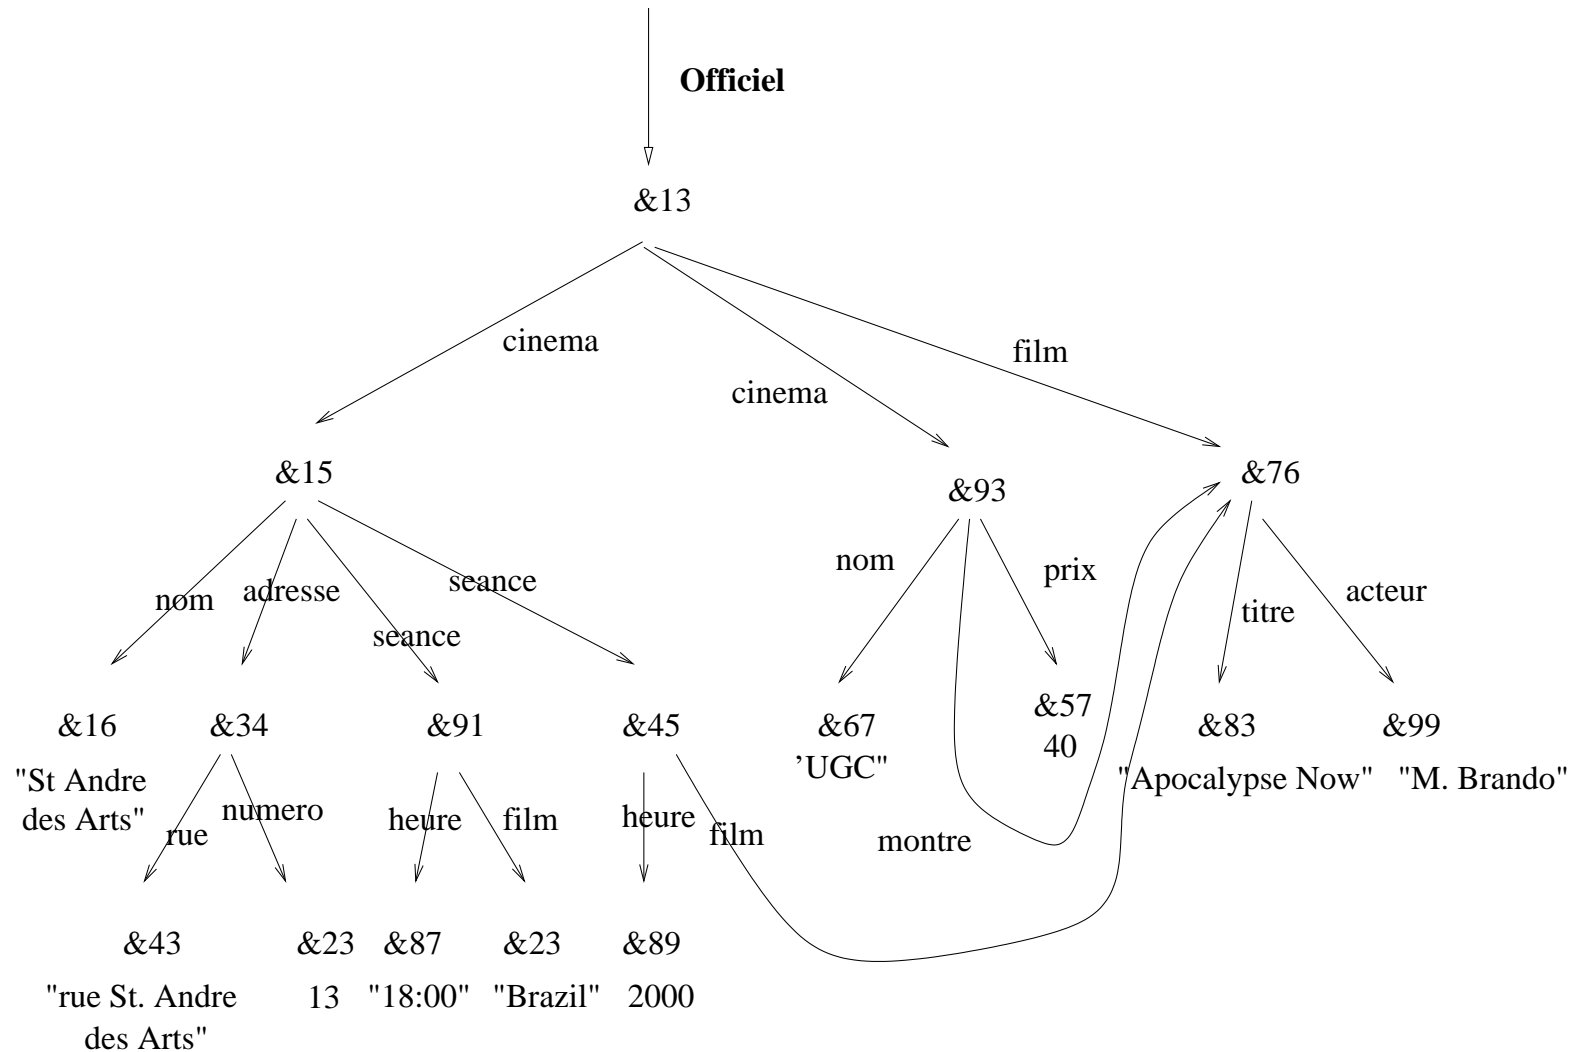 Officiel
&13
cinema
film
cinema
&15
&93
&76
nom
adresse
seance
seance
nom
prix
titre
acteur
&16
&34
&91
&45
&67
&57
&83
&99
"St Andre
des Arts"
'UGC"
40
"Apocalypse Now"
"M. Brando"
rue
numero
heure
film
heure
film
montre
&43
&23
&87
&23
&89
"rue St. Andre
des Arts"
13
"18:00"
"Brazil"
2000